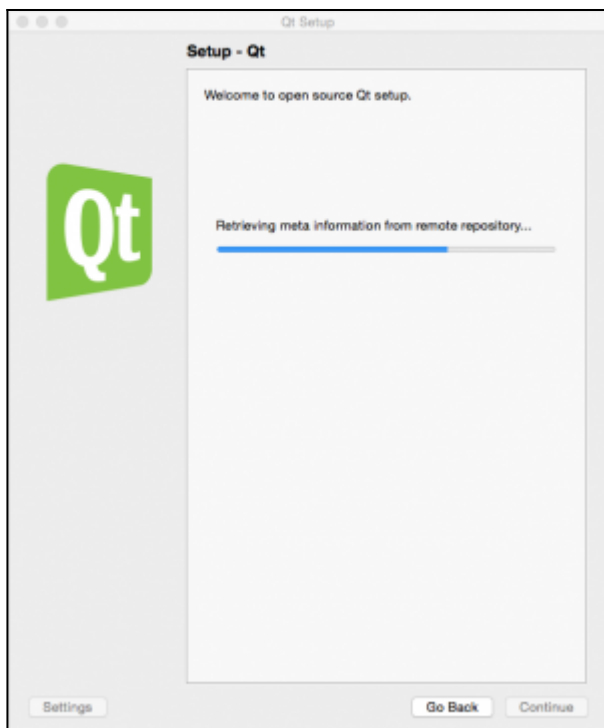 Qt Setup
Setup - Qt
Welcome to open source Qt setup.
Qt
Retrieving meta information from remote repository...
Settings
Go Back
Continue